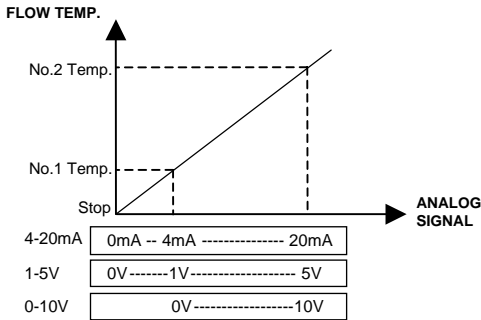 FLOW TEMP.
No.2 Temp.
No.1 Temp.
Stop
ANALOG
SIGNAL
4-20mA 0mA -- 4mA --------------- 20mA
1-5V 0V-------1V------------------- 5V
0-10V 0V--------------------10V